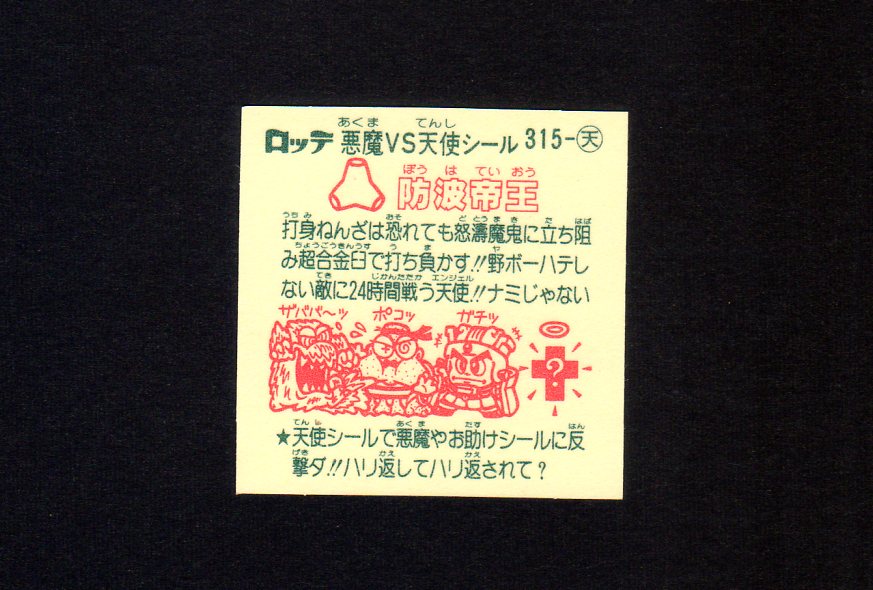 ロッテ 悪魔VS天使シール 315-天
防波帝王
打身ねんざは恐れても怒濤魔鬼に立ち阻
み超合金臼で打ち負かす!!野ボーハテし
ない敵に24時間戦う天使!!ナミじゃない
ザババ〜ッ ポコッ ガチッ
?
★天使シールで悪魔やお助けシールに反
撃ダ!!ハリ返してハリ返されて?